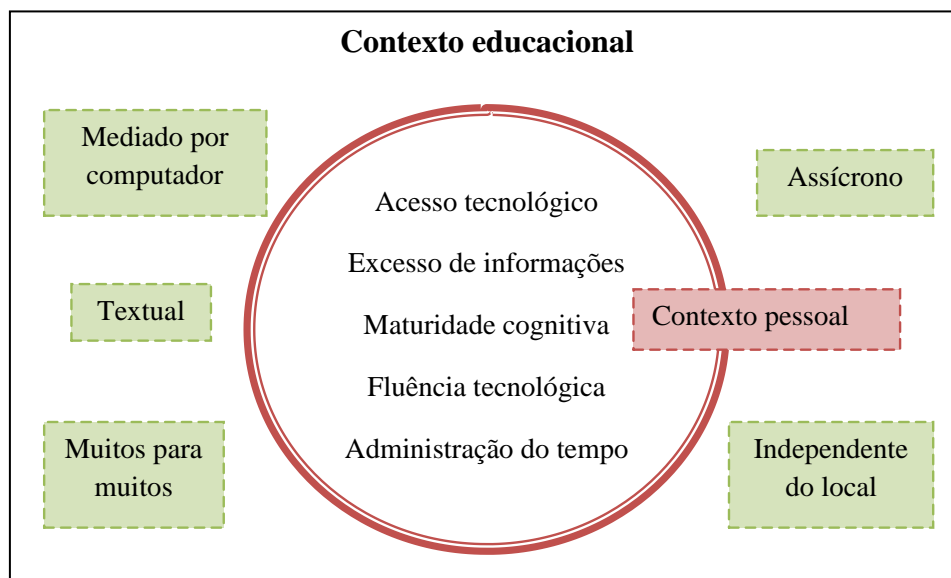 Contexto educacional
Mediado por
computador
Assícrono
Acesso tecnológico
Excesso de informações
Textual
Maturidade cognitiva
Contexto pessoal
Fluência tecnológica
Muitos para
muitos
Administração do tempo
Independente
do local